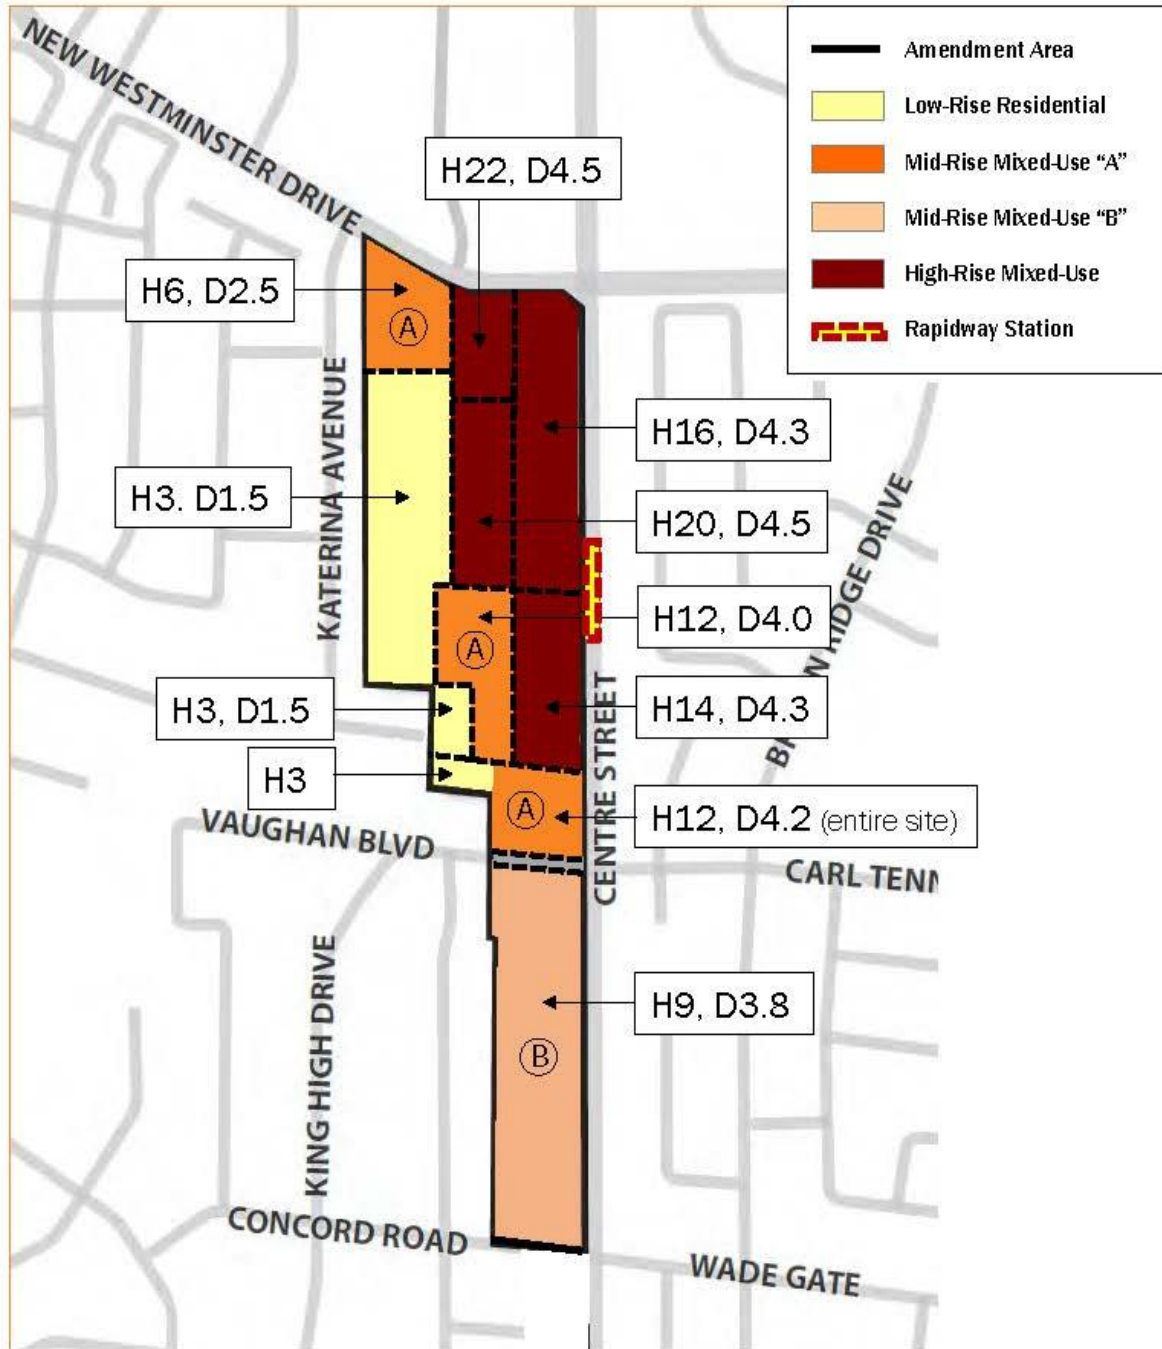 NEW WESTMINSTER DRIVE
Amendment Area
Low-Rise Residential
Mid-Rise Mixed-Use “A”
Mid-Rise Mixed-Use “B”
High-Rise Mixed-Use
Rapidway Station
H22, D4.5
H6, D2.5
A
KATERINA AVENUE
H16, D4.3
H3. D1.5
H20, D4.5
H12, D4.0
A
RIDGE DRIVE
H3, D1.5
H14, D4.3
CENTRE STREET
H3
A
H12, D4.2 (entire site)
VAUGHAN BLVD
CARL TENN
KING HIGH DRIVE
H9, D3.8
B
CONCORD ROAD
WADE GATE